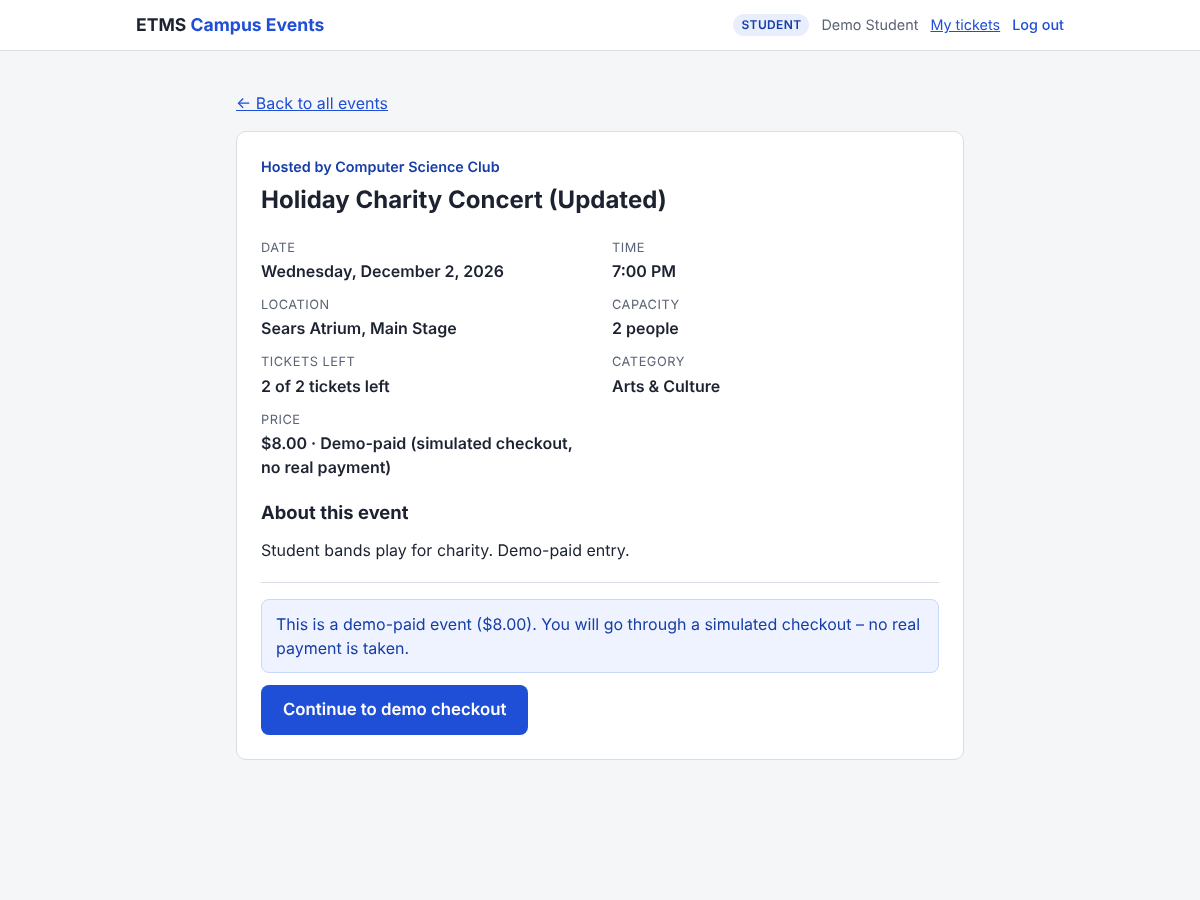 ETMS Campus Events
STUDENT Demo Student My tickets Log out
← Back to all events
Hosted by Computer Science Club
Holiday Charity Concert (Updated)
DATE
Wednesday, December 2, 2026
TIME
7:00 PM
LOCATION
Sears Atrium, Main Stage
CAPACITY
2 people
TICKETS LEFT
2 of 2 tickets left
CATEGORY
Arts & Culture
PRICE
$8.00 · Demo-paid (simulated checkout,
no real payment)
About this event
Student bands play for charity. Demo-paid entry.
This is a demo-paid event ($8.00). You will go through a simulated checkout – no real
payment is taken.
Continue to demo checkout